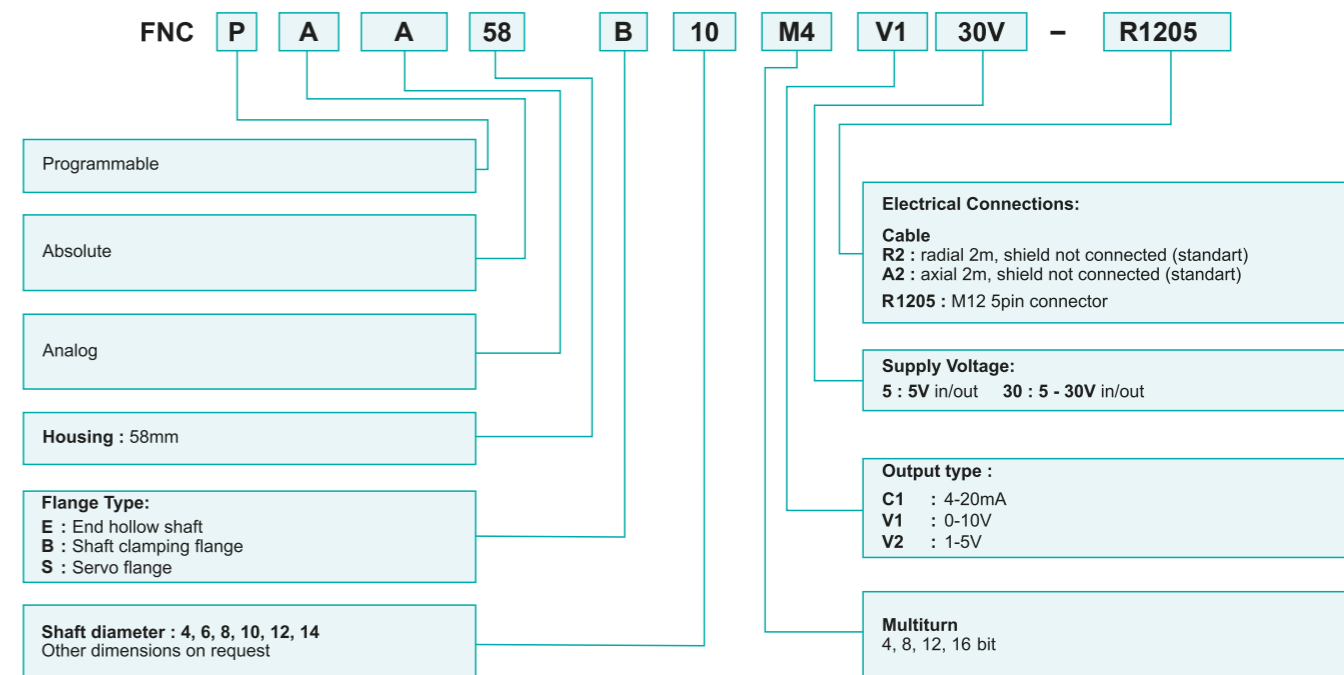 FNC P A A 58 B 10 M4 V1 30V – R1205
Programmable
Absolute
Analog
Housing : 58mm
Flange Type:
E : End hollow shaft
B : Shaft clamping flange
S : Servo flange
Shaft diameter : 4, 6, 8, 10, 12, 14
Other dimensions on request
Electrical Connections:
Cable
R2 : radial 2m, shield not connected (standart)
A2 : axial 2m, shield not connected (standart)
R1205 : M12 5pin connector
Supply Voltage:
5 : 5V in/out 30 : 5 - 30V in/out
Output type :
C1 : 4-20mA
V1 : 0-10V
V2 : 1-5V
Multiturn
4, 8, 12, 16 bit